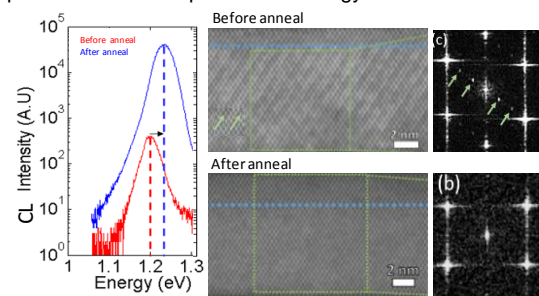 Before anneal
(c)
10⁵
Before anneal
After anneal
10⁴
10³
10²
10¹
10⁰
CL Intensity (A.U)
1 1.1 1.2 1.3
Energy (eV)
2 nm
After anneal
(b)
2 nm